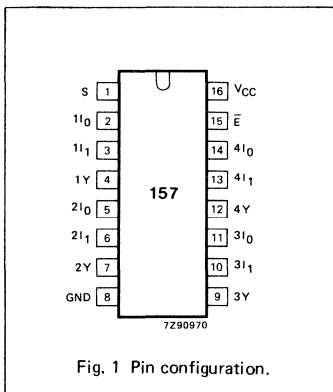 S 1 16 VCC
1I0 2 15 E̅
1I1 3 14 4I0
1Y 4 13 4I1
157
2I0 5 12 4Y
2I1 6 11 3I0
2Y 7 10 3I1
GND 8 9 3Y
7Z90970
Fig. 1 Pin configuration.